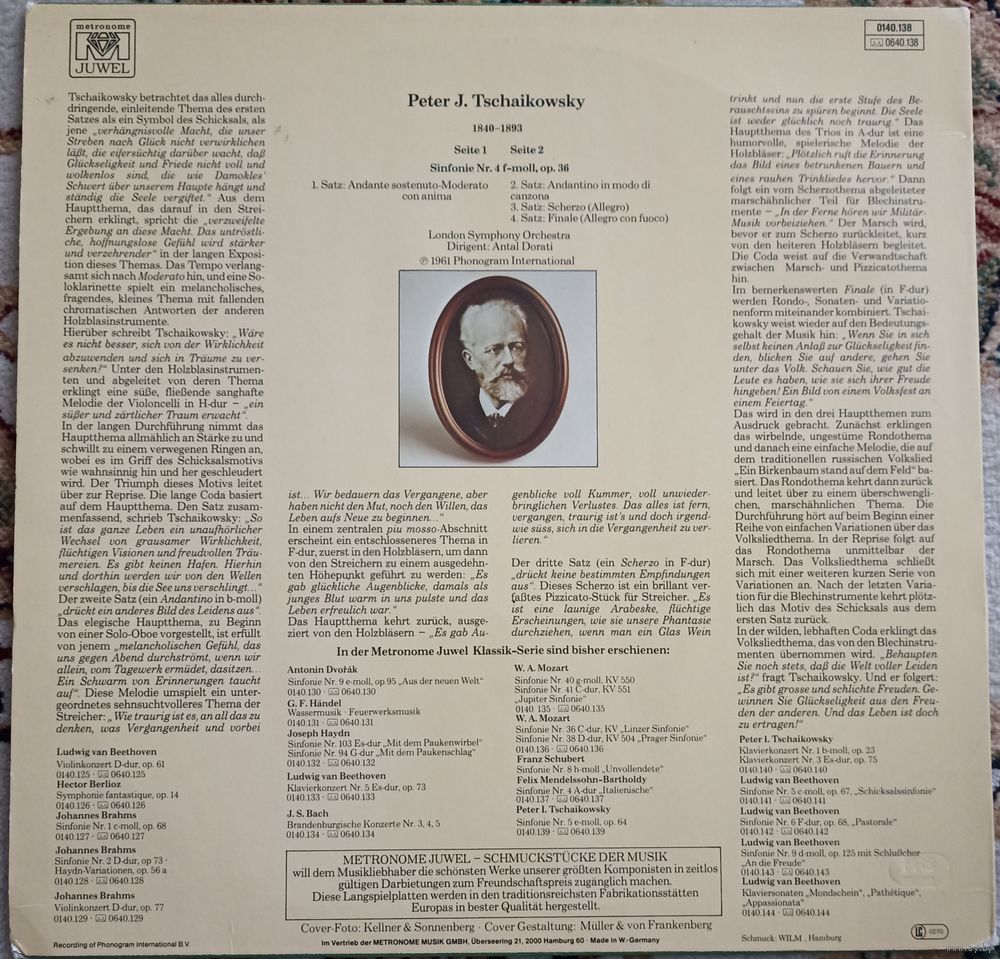 metronome
JUWEL
0140.138
0640.138
Tschaikowsky betrachtet das alles durch-
dringende, einleitende Thema des ersten
Satzes als ein Symbol des Schicksals, als
jene „verhängnisvolle Macht, die unser
Streben nach Glück nicht verwirklichen
läßt, die eifersüchtig darüber wacht, daß
Glückseligkeit und Friede nicht voll und
wolkenlos sind, die wie Damokles'
Schwert über unserem Haupte hängt und
ständig die Seele vergiftet.“ Aus dem
Hauptthema, das darauf in den Strei-
chern erklingt, spricht die „verzweifelte
Ergebung an diese Macht. Das untröstli-
che, hoffnungslose Gefühl wird stärker
und verzehrender“ in der langen Exposi-
tion dieses Themas. Das Tempo verlang-
samt sich nach Moderato hin, und eine So-
loklarinette spielt ein melancholisches,
fragendes, kleines Thema mit fallenden
chromatischen Antworten der anderen
Holzblasinstrumente.
Hierüber schreibt Tschaikowsky: „Wäre
es nicht besser, sich von der Wirklichkeit
abzuwenden und sich in Träume zu ver-
senken?“ Unter den Holzblasinstrumen-
ten und abgeleitet von deren Thema
erklingt eine süße, fließende sanghafte
Melodie der Violoncelli in H-dur – „ein
süßer und zärtlicher Traum erwacht“.
In der langen Durchführung nimmt das
Hauptthema allmählich an Stärke zu und
schwillt zu einem verwegenen Ringen an,
wobei es im Griff des Schicksalsmotivs
wie wahnsinnig hin und her geschleudert
wird. Der Triumph dieses Motivs leitet
über zur Reprise. Die lange Coda basiert
auf dem Hauptthema. Den Satz zusam-
menfassend, schrieb Tschaikowsky: „So
ist das ganze Leben ein unaufhörlicher
Wechsel von grausamer Wirklichkeit,
flüchtigen Visionen und freudvollen Träu-
mereien. Es gibt keinen Hafen. Hierhin
und dorthin werden wir von den Wellen
verschlagen, bis die See uns verschlingt...“
Der zweite Satz (ein Andantino in b-moll)
„drückt ein anderes Bild des Leidens aus“.
Das elegische Hauptthema, zu Beginn
von einer Solo-Oboe vorgestellt, ist erfüllt
von jenem „melancholischen Gefühl, das
uns gegen Abend durchströmt, wenn wir
allein, vom Tagewerk ermüdet, dasitzen...
Ein Schwarm von Erinnerungen taucht
auf“. Diese Melodie umspielt ein unter-
geordnetes sehnsuchtvolleres Thema der
Streicher: „Wie traurig ist es, an all das zu
denken, was Vergangenheit und vorbei
Peter J. Tschaikowsky
1840–1893
Seite 1 Seite 2
Sinfonie Nr. 4 f-moll, op. 36
1. Satz: Andante sostenuto-Moderato
con anima
2. Satz: Andantino in modo di
canzona
3. Satz: Scherzo (Allegro)
4. Satz: Finale (Allegro con fuoco)
London Symphony Orchestra
Dirigent: Antal Dorati
℗ 1961 Phonogram International
ist... Wir bedauern das Vergangene, aber
haben nicht den Mut, noch den Willen, das
Leben aufs Neue zu beginnen...“
In einem zentralen piu mosso-Abschnitt
erscheint ein entschlosseneres Thema in
F-dur, zuerst in den Holzbläsern, um dann
von den Streichern zu einem ausgedehn-
ten Höhepunkt geführt zu werden: „Es
gab glückliche Augenblicke, damals als
junges Blut warm in uns pulste und das
Leben erfreulich war.“
Das Hauptthema kehrt zurück, ausge-
ziert von den Holzbläsern – „Es gab Au-
genblicke voll Kummer, voll unwieder-
bringlichen Verlustes. Das alles ist fern,
vergangen, traurig ist's und doch irgend-
wie süss, sich in die Vergangenheit zu ver-
lieren.“
Der dritte Satz (ein Scherzo in F-dur)
„drückt keine bestimmten Empfindungen
aus“. Dieses Scherzo ist ein brillant ver-
faßtes Pizzicato-Stück für Streicher. „Es
ist eine launige Arabeske, flüchtige
Erscheinungen, wie sie unsere Phantasie
durchziehen, wenn man ein Glas Wein
trinkt und nun die erste Stufe des Be-
rauschtseins zu spüren beginnt. Die Seele
ist weder glücklich noch traurig.“ Das
Hauptthema des Trios in A-dur ist eine
humorvolle, spielerische Melodie der
Holzbläser: „Plötzlich ruft die Erinnerung
das Bild eines betrunkenen Bauern und
eines rauhen Trinkliedes hervor.“ Dann
folgt ein vom Scherzothema abgeleiteter
marschähnlicher Teil für Blechinstru-
mente – „In der Ferne hören wir Militär-
Musik vorbeiziehen.“ Der Marsch wird,
bevor er zum Scherzo zurückleitet, kurz
von den heiteren Holzbläsern begleitet.
Die Coda weist auf die Verwandtschaft
zwischen Marsch- und Pizzicatothema
hin.
Im bemerkenswerten Finale (in F-dur)
werden Rondo-, Sonaten- und Variatio-
nenform miteinander kombiniert. Tschai-
kowsky weist wieder auf den Bedeutungs-
gehalt der Musik hin: „Wenn Sie in sich
selbst keinen Anlaß zur Glückseligkeit fin-
den, blicken Sie auf andere, gehen Sie
unter das Volk. Schauen Sie, wie gut die
Leute es haben, wie sie sich ihrer Freude
hingeben! Ein Bild von einem Volksfest an
einem Feiertag.“
Das wird in den drei Hauptthemen zum
Ausdruck gebracht. Zunächst erklingen
das wirbelnde, ungestüme Rondothema
und danach eine einfache Melodie, die auf
dem traditionellen russischen Volkslied
„Ein Birkenbaum stand auf dem Feld“ ba-
siert. Das Rondothema kehrt dann zurück
und leitet über zu einem überschwengli-
chen, marschähnlichen Thema. Die
Durchführung hört auf beim Beginn einer
Reihe von einfachen Variationen über das
Volksliedthema. In der Reprise folgt auf
das Rondothema unmittelbar der
Marsch. Das Volksliedthema schließt
sich mit einer weiteren kurzen Serie von
Variationen an. Nach der letzten Varia-
tion für die Blechinstrumente kehrt plötz-
lich das Motiv des Schicksals aus dem
ersten Satz zurück.
In der wilden, lebhaften Coda erklingt das
Volksliedthema, das von den Blechinstru-
menten übernommen wird. „Behaupten
Sie noch stets, daß die Welt voller Leiden
ist?“ fragt Tschaikowsky. Und er folgert:
„Es gibt grosse und schlichte Freuden. Ge-
winnen Sie Glückseligkeit aus den Freu-
den der anderen. Und das Leben ist doch
zu ertragen!“
In der Metronome Juwel Klassik-Serie sind bisher erschienen:
Ludwig van Beethoven
Violinkonzert D-dur, op. 61
0140.125 · 0640.125
Hector Berlioz
Symphonie fantastique, op. 14
0140.126 · 0640.126
Johannes Brahms
Sinfonie Nr. 1 c-moll, op. 68
0140.127 · 0640.127
Johannes Brahms
Sinfonie Nr. 2 D-dur, op 73 ·
Haydn-Variationen, op. 56 a
0140.128 · 0640.128
Johannes Brahms
Violinkonzert D-dur, op. 77
0140.129 · 0640.129
Antonin Dvořák
Sinfonie Nr. 9 e-moll, op. 95 „Aus der neuen Welt“
0140.130 · 0640.130
G. F. Händel
Wassermusik · Feuerwerksmusik
0140.131 · 0640.131
Joseph Haydn
Sinfonie Nr. 103 Es-dur „Mit dem Paukenwirbel“
Sinfonie Nr. 94 G-dur „Mit dem Paukenschlag“
0140.132 · 0640.132
Ludwig van Beethoven
Klavierkonzert Nr. 5 Es-dur, op. 73
0140.133 · 0640.133
J. S. Bach
Brandenburgische Konzerte Nr. 3, 4, 5
0140.134 · 0640.134
W. A. Mozart
Sinfonie Nr. 40 g-moll, KV 550
Sinfonie Nr. 41 C-dur, KV 551
„Jupiter Sinfonie“
0140. 135 · 0640.135
W. A. Mozart
Sinfonie Nr. 36 C-dur, KV „Linzer Sinfonie“
Sinfonie Nr. 38 D-dur, KV 504 „Prager Sinfonie“
0140.136 · 0640.136
Franz Schubert
Sinfonie Nr. 8 h-moll „Unvollendete“
Felix Mendelssohn-Bartholdy
Sinfonie Nr. 4 A-dur „Italienische“
0140.137 · 0640.137
Peter I. Tschaikowsky
Sinfonie Nr. 5 e-moll, op. 64
0140.139 · 0640.139
Peter I. Tschaikowsky
Klavierkonzert Nr. 1 b-moll, op. 23
Klavierkonzert Nr. 3 Es-dur, op. 75
0140.140 · 0640.140
Ludwig van Beethoven
Sinfonie Nr. 5 c-moll, op. 67, „Schicksalssinfonie“
0140.141 · 0640.141
Ludwig van Beethoven
Sinfonie Nr. 6 F-dur, op. 68, „Pastorale“
0140.142 · 0640.142
Ludwig van Beethoven
Sinfonie Nr. 9 d-moll, op. 125 mit Schlußchor
„An die Freude“
0140.143 · 0640.143
Ludwig van Beethoven
Klaviersonaten „Mondschein“, „Pathétique“,
„Appassionata“
0140.144 · 0640.144
METRONOME JUWEL – SCHMUCKSTÜCKE DER MUSIK
will dem Musikliebhaber die schönsten Werke unserer größten Komponisten in zeitlos
gültigen Darbietungen zum Freundschaftspreis zugänglich machen.
Diese Langspielplatten werden in den traditionsreichsten Fabrikationsstätten
Europas in bester Qualität hergestellt.
Cover-Foto: Kellner & Sonnenberg · Cover Gestaltung: Müller & von Frankenberg
Im Vertrieb der METRONOME MUSIK GMBH, Überseering 21, 2000 Hamburg 60 · Made in W.-Germany
Recording of Phonogram International B.V.
Schmuck: WILM , Hamburg
LC 0270